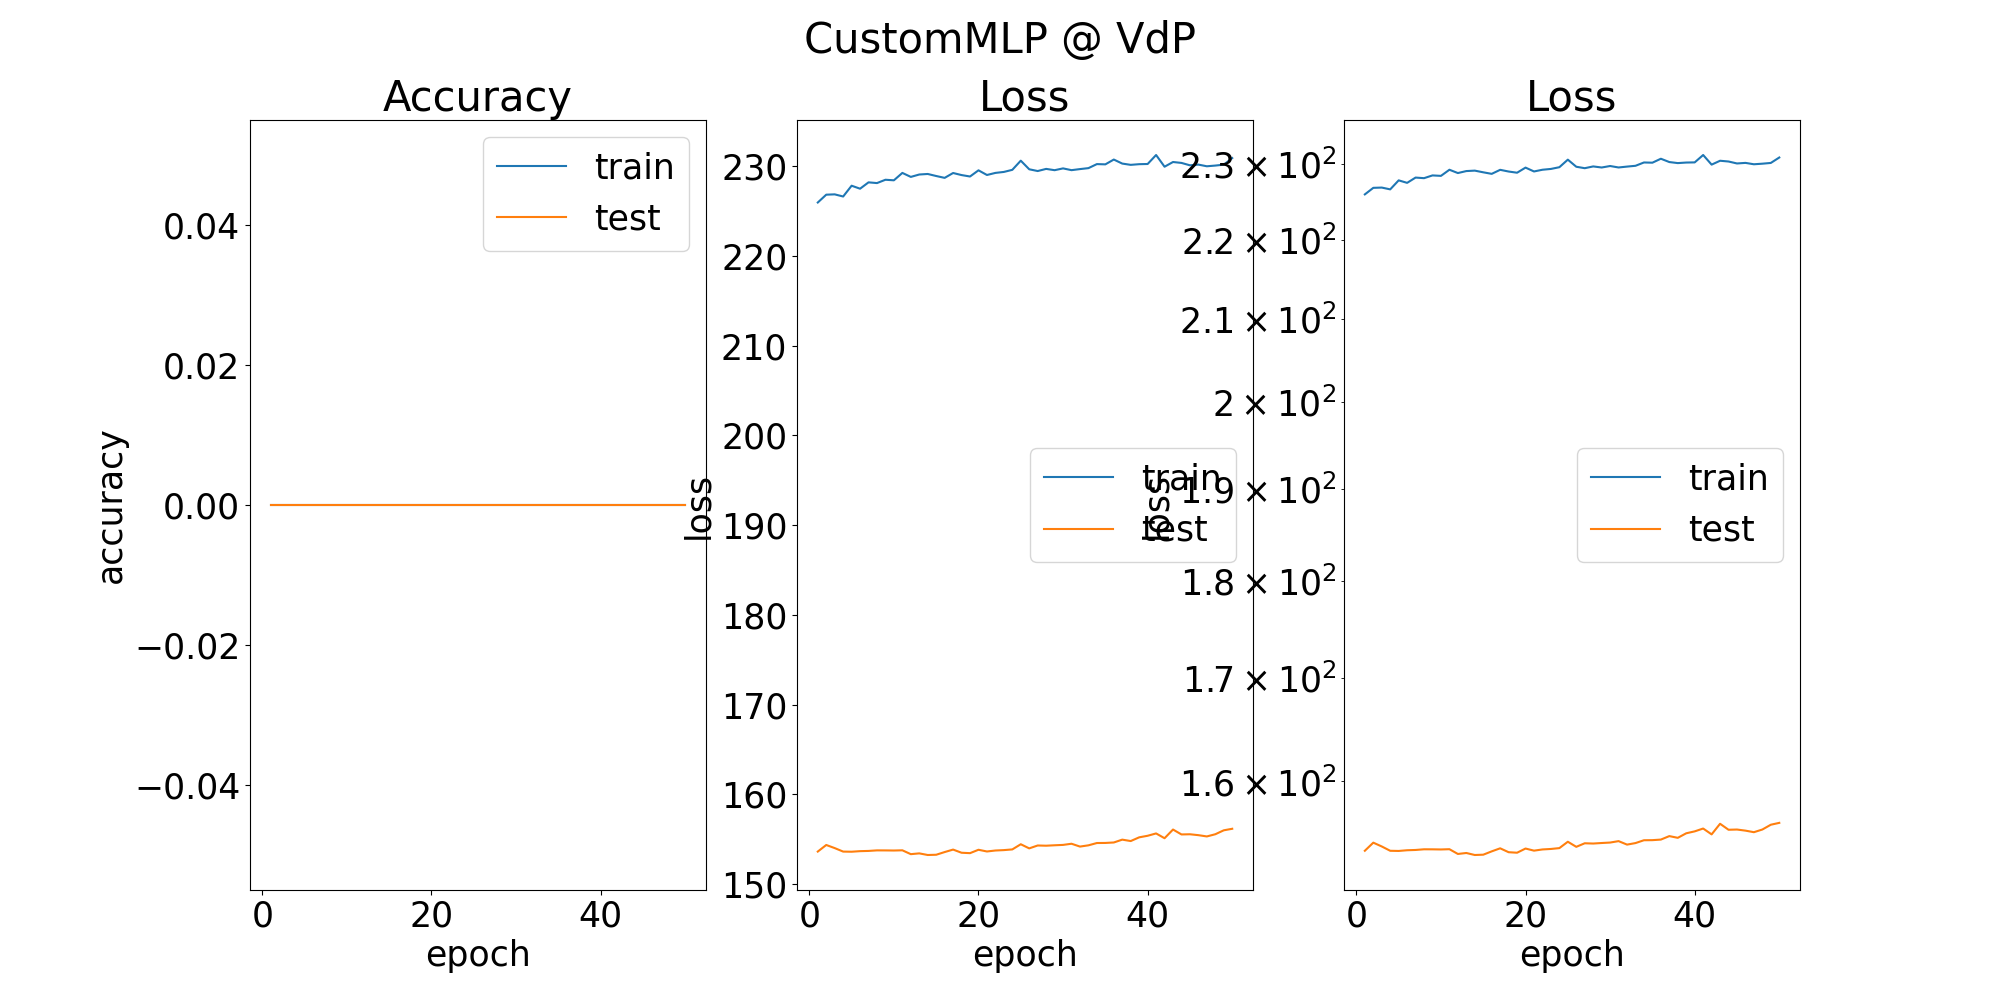 CustomMLP @ VdP
Accuracy
train
test
0.04
0.02
0.00
−0.02
−0.04
accuracy
0 20 40
epoch
Loss
230
220
210
200
190
180
170
160
150
loss
train
test
0 20 40
epoch
Loss
2.3 × 10²
2.2 × 10²
2.1 × 10²
2 × 10²
1.9 × 10²
1.8 × 10²
1.7 × 10²
1.6 × 10²
loss
train
test
0 20 40
epoch